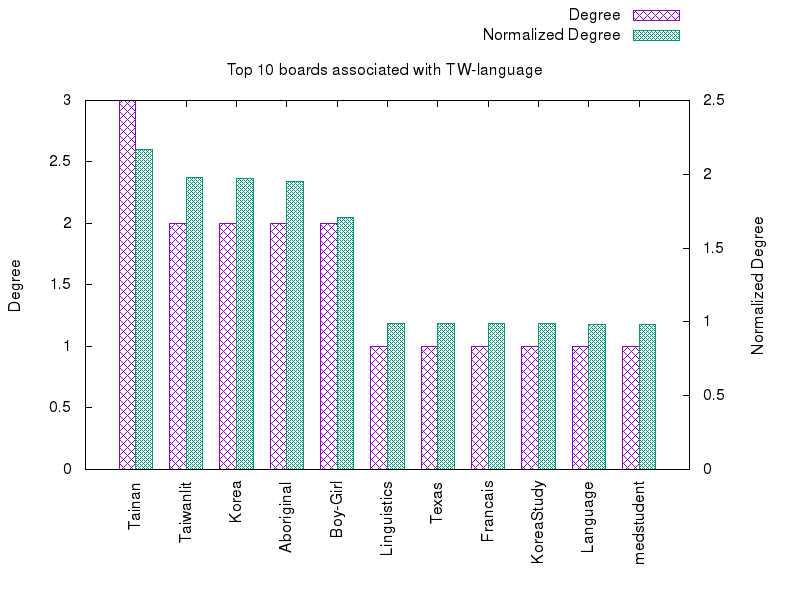 Degree
Normalized Degree
Top 10 boards associated with TW-language
3
2.5
2
1.5
1
0.5
0
2.5
2
1.5
1
0.5
0
Degree
Normalized Degree
Tainan
Taiwanlit
Korea
Aboriginal
Boy-Girl
Linguistics
Texas
Francais
KoreaStudy
Language
medstudent